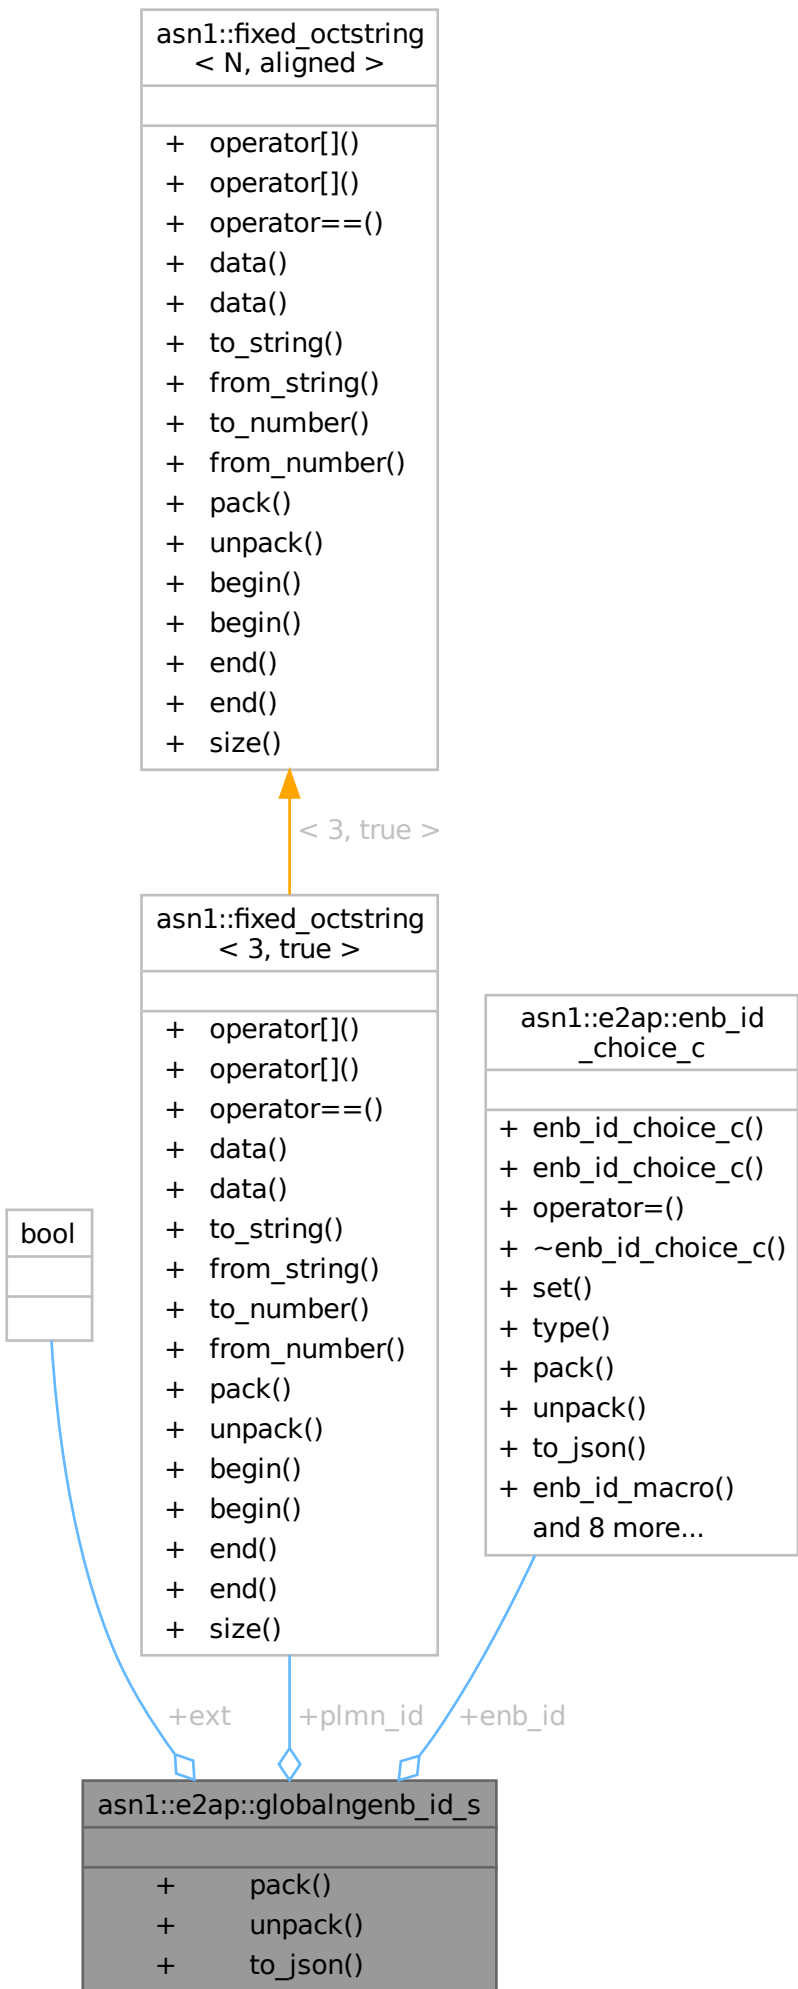 asn1::fixed_octstring
< N, aligned >
+ operator[]()
+ operator[]()
+ operator==()
+ data()
+ data()
+ to_string()
+ from_string()
+ to_number()
+ from_number()
+ pack()
+ unpack()
+ begin()
+ begin()
+ end()
+ end()
+ size()
< 3, true >
asn1::fixed_octstring
< 3, true >
+ operator[]()
+ operator[]()
+ operator==()
+ data()
+ data()
+ to_string()
+ from_string()
+ to_number()
+ from_number()
+ pack()
+ unpack()
+ begin()
+ begin()
+ end()
+ end()
+ size()
asn1::e2ap::enb_id
_choice_c
+ enb_id_choice_c()
+ enb_id_choice_c()
+ operator=()
+ ~enb_id_choice_c()
+ set()
+ type()
+ pack()
+ unpack()
+ to_json()
+ enb_id_macro()
and 8 more...
bool
+ext
+plmn_id
+enb_id
asn1::e2ap::globalngenb_id_s
+ pack()
+ unpack()
+ to_json()